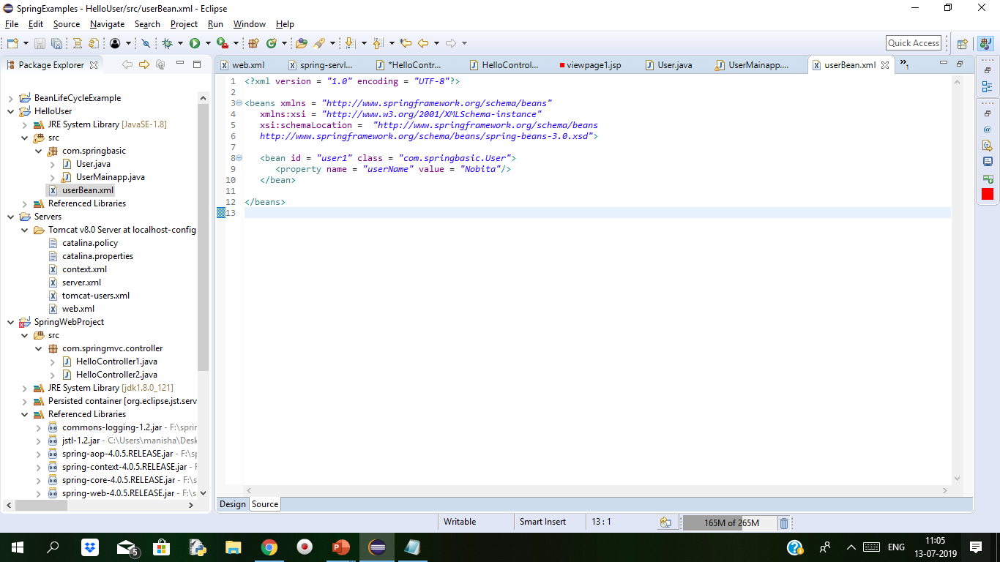 SpringExamples - HelloUser/src/userBean.xml - Eclipse
File Edit Source Navigate Search Project Run Window Help
Quick Access
Package Explorer
web.xml spring-servl... *HelloContr... HelloControl... viewpage1.jsp User.java UserMainapp.... userBean.xml »1
BeanLifeCycleExample
HelloUser
JRE System Library [JavaSE-1.8]
src
com.springbasic
User.java
UserMainapp.java
userBean.xml
Referenced Libraries
Servers
Tomcat v8.0 Server at localhost-config
catalina.policy
catalina.properties
context.xml
server.xml
tomcat-users.xml
web.xml
SpringWebProject
src
com.springmvc.controller
HelloController1.java
HelloController2.java
JRE System Library [jdk1.8.0_121]
Persisted container [org.eclipse.jst.serv
Referenced Libraries
commons-logging-1.2.jar - F:\sprin
jstl-1.2.jar - C:\Users\manisha\Desk
spring-aop-4.0.5.RELEASE.jar - F:\sp
spring-context-4.0.5.RELEASE.jar - F
spring-core-4.0.5.RELEASE.jar - F:\s
spring-web-4.0.5.RELEASE.jar - F:\s
1 <?xml version = "1.0" encoding = "UTF-8"?>
2
3 <beans xmlns = "http://www.springframework.org/schema/beans"
4 xmlns:xsi = "http://www.w3.org/2001/XMLSchema-instance"
5 xsi:schemaLocation = "http://www.springframework.org/schema/beans
6 http://www.springframework.org/schema/beans/spring-beans-3.0.xsd">
7
8 <bean id = "user1" class = "com.springbasic.User">
9 <property name = "userName" value = "Nobita"/>
10 </bean>
11
12 </beans>
13
Design Source
Writable Smart Insert 13 : 1 165M of 265M
5 ENG 11:05
13-07-2019